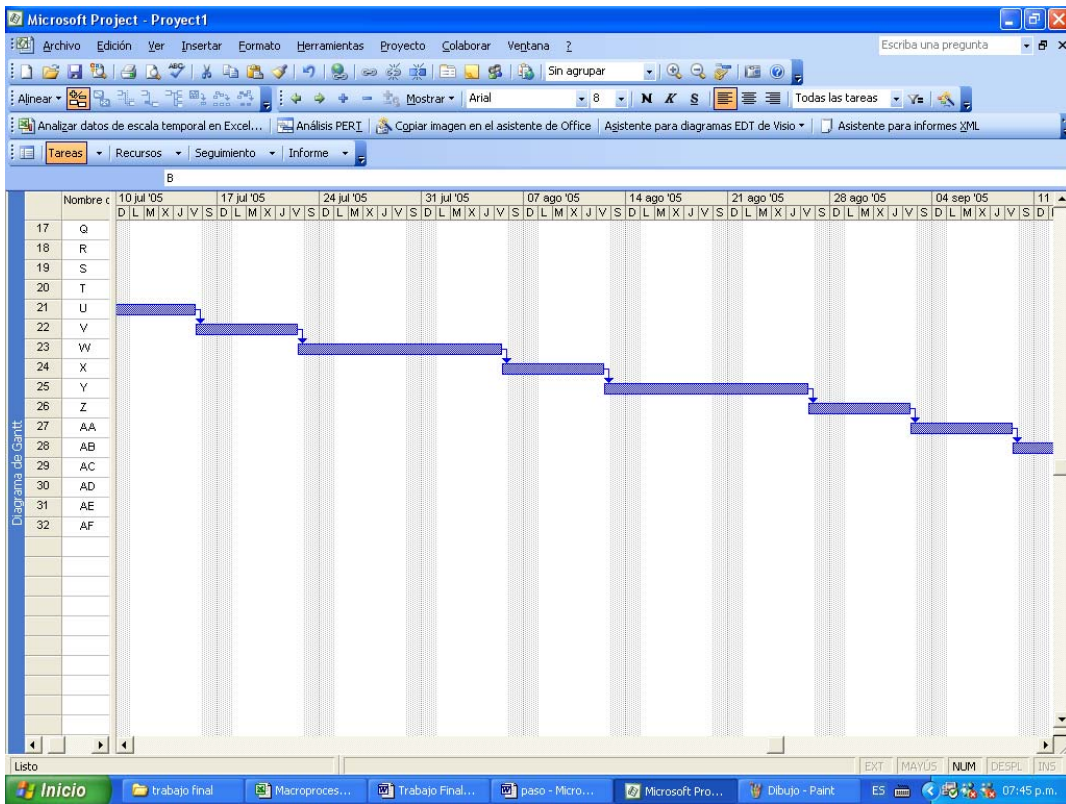 Microsoft Project - Proyect1
Archivo Edición Ver Insertar Formato Herramientas Proyecto Colaborar Ventana ? Escriba una pregunta
Sin agrupar
Alinear Mostrar Arial 8 N K S Todas las tareas
Analizar datos de escala temporal en Excel... Análisis PERT Copiar imagen en el asistente de Office Asistente para diagramas EDT de Visio Asistente para informes XML
Tareas Recursos Seguimiento Informe
B
Nombre 10 jul '05 17 jul '05 24 jul '05 31 jul '05 07 ago '05 14 ago '05 21 ago '05 28 ago '05 04 sep '05 11
D L M X J V S D L M X J V S D L M X J V S D L M X J V S D L M X J V S D L M X J V S D L M X J V S D L M X J V S D L M X J V S D
17 Q
18 R
19 S
20 T
21 U
22 V
23 W
24 X
25 Y
26 Z
27 AA
28 AB
29 AC
30 AD
31 AE
32 AF
Diagrama de Gantt
Listo EXT MAYÚS NUM DESPL INS
Inicio trabajo final Macroproces... Trabajo Final... paso - Micro... Microsoft Pro... Dibujo - Paint ES 07:45 p.m.